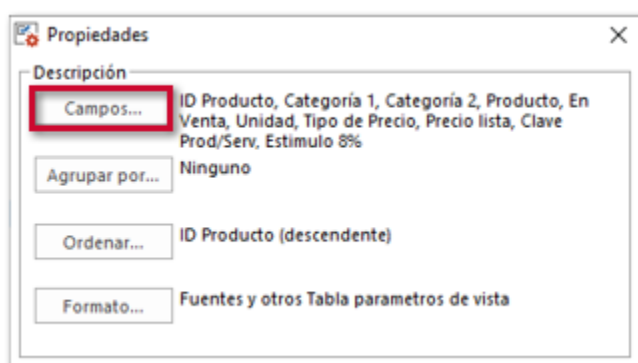 Propiedades
Descripción
Campos...
ID Producto, Categoría 1, Categoría 2, Producto, En
Venta, Unidad, Tipo de Precio, Precio lista, Clave
Prod/Serv, Estimulo 8%
Agrupar por...
Ninguno
Ordenar...
ID Producto (descendente)
Formato...
Fuentes y otros Tabla parametros de vista